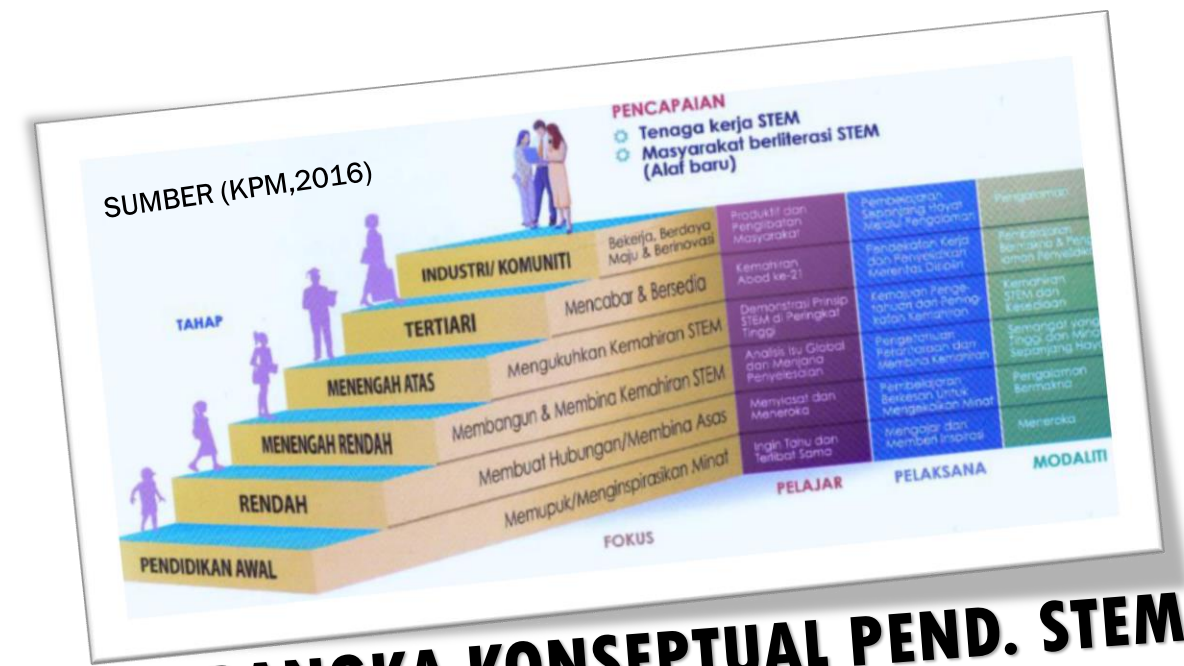 PENCAPAIAN
Tenaga kerja STEM
Masyarakat berliterasi STEM
(Alaf baru)
SUMBER (KPM,2016)
TAHAP
INDUSTRI/ KOMUNITI
Bekerja, Berdaya
Maju & Berinovasi
Produktif dan
Penglibatan
Masyarakat
Pembelajaran
Sepanjang Hayat
Melalui Pengalaman
TERTIARI
Mencabar & Bersedia
Kemahiran
Abad ke-21
Pendekatan Kerja
dan Penyelidikan
Merentas Disiplin
Pembelajaran
MENENGAH ATAS
Mengukuhkan Kemahiran STEM
Demonstrasi Prinsip
STEM di Peringkat
Tinggi
Kemajuan Penge-
tahuan dan Pening-
katan Kemahiran
Kemahiran
STEM dan
Kesediaan
MENENGAH RENDAH
Membangun & Membina Kemahiran STEM
Analisis Isu Global
dan Menjana
Penyelesaian
Pengetahuan
Membina Kemahiran
Semangat yang
Tinggi dan
Sepanjang
RENDAH
Membuat Hubungan/Membina Asas
Menyiasat dan
Meneroka
Pembelajaran
Berkesan Untuk
Mengekalkan Minat
Pengalaman
Bermakna
PENDIDIKAN AWAL
Memupuk/Menginspirasikan Minat
Ingin Tahu dan
Terlibat Sama
Mengajar dan
Memberi Inspirasi
Meneroka
FOKUS
PELAJAR
PELAKSANA
MODALITI
KONSEPTUAL PEND. STEM